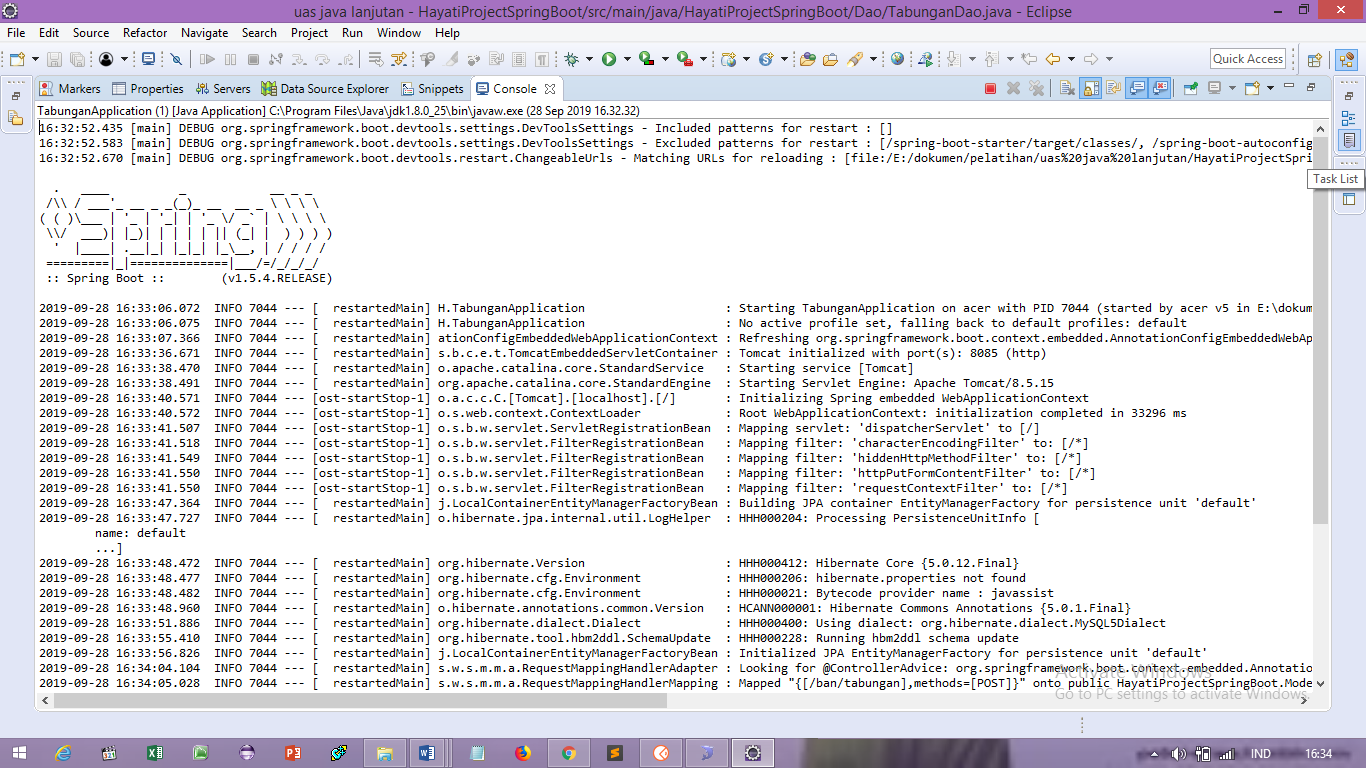 uas java lanjutan - HayatiProjectSpringBoot/src/main/java/HayatiProjectSpringBoot/Dao/TabunganDao.java - Eclipse
File Edit Source Refactor Navigate Search Project Run Window Help
Quick Access
Markers Properties Servers Data Source Explorer Snippets Console
TabunganApplication (1) [Java Application] C:\Program Files\Java\jdk1.8.0_25\bin\javaw.exe (28 Sep 2019 16.32.32)
16:32:52.435 [main] DEBUG org.springframework.boot.devtools.settings.DevToolsSettings - Included patterns for restart : []
16:32:52.583 [main] DEBUG org.springframework.boot.devtools.settings.DevToolsSettings - Excluded patterns for restart : [/spring-boot-starter/target/classes/, /spring-boot-autoconfig
16:32:52.670 [main] DEBUG org.springframework.boot.devtools.restart.ChangeableUrls - Matching URLs for reloading : [file:/E:/dokumen/pelatihan/uas%20java%20lanjutan/HayatiProjectSpri
Task List
Spring
:: Spring Boot :: (v1.5.4.RELEASE)
2019-09-28 16:33:06.072 INFO 7044 --- [ restartedMain] H.TabunganApplication : Starting TabunganApplication on acer with PID 7044 (started by acer v5 in E:\dokum
2019-09-28 16:33:06.075 INFO 7044 --- [ restartedMain] H.TabunganApplication : No active profile set, falling back to default profiles: default
2019-09-28 16:33:07.366 INFO 7044 --- [ restartedMain] ationConfigEmbeddedWebApplicationContext : Refreshing org.springframework.boot.context.embedded.AnnotationConfigEmbeddedWebAp
2019-09-28 16:33:36.671 INFO 7044 --- [ restartedMain] s.b.c.e.t.TomcatEmbeddedServletContainer : Tomcat initialized with port(s): 8085 (http)
2019-09-28 16:33:38.470 INFO 7044 --- [ restartedMain] o.apache.catalina.core.StandardService : Starting service [Tomcat]
2019-09-28 16:33:38.491 INFO 7044 --- [ restartedMain] org.apache.catalina.core.StandardEngine : Starting Servlet Engine: Apache Tomcat/8.5.15
2019-09-28 16:33:40.571 INFO 7044 --- [ost-startStop-1] o.a.c.c.C.[Tomcat].[localhost].[/] : Initializing Spring embedded WebApplicationContext
2019-09-28 16:33:40.572 INFO 7044 --- [ost-startStop-1] o.s.web.context.ContextLoader : Root WebApplicationContext: initialization completed in 33296 ms
2019-09-28 16:33:41.507 INFO 7044 --- [ost-startStop-1] o.s.b.w.servlet.ServletRegistrationBean : Mapping servlet: 'dispatcherServlet' to [/]
2019-09-28 16:33:41.518 INFO 7044 --- [ost-startStop-1] o.s.b.w.servlet.FilterRegistrationBean : Mapping filter: 'characterEncodingFilter' to: [/*]
2019-09-28 16:33:41.549 INFO 7044 --- [ost-startStop-1] o.s.b.w.servlet.FilterRegistrationBean : Mapping filter: 'hiddenHttpMethodFilter' to: [/*]
2019-09-28 16:33:41.550 INFO 7044 --- [ost-startStop-1] o.s.b.w.servlet.FilterRegistrationBean : Mapping filter: 'httpPutFormContentFilter' to: [/*]
2019-09-28 16:33:41.550 INFO 7044 --- [ost-startStop-1] o.s.b.w.servlet.FilterRegistrationBean : Mapping filter: 'requestContextFilter' to: [/*]
2019-09-28 16:33:47.364 INFO 7044 --- [ restartedMain] j.LocalContainerEntityManagerFactoryBean : Building JPA container EntityManagerFactory for persistence unit 'default'
2019-09-28 16:33:47.727 INFO 7044 --- [ restartedMain] o.hibernate.jpa.internal.util.LogHelper : HHH000204: Processing PersistenceUnitInfo [
name: default
...]
2019-09-28 16:33:48.472 INFO 7044 --- [ restartedMain] org.hibernate.Version : HHH000412: Hibernate Core {5.0.12.Final}
2019-09-28 16:33:48.477 INFO 7044 --- [ restartedMain] org.hibernate.cfg.Environment : HHH000206: hibernate.properties not found
2019-09-28 16:33:48.482 INFO 7044 --- [ restartedMain] org.hibernate.cfg.Environment : HHH000021: Bytecode provider name : javassist
2019-09-28 16:33:48.960 INFO 7044 --- [ restartedMain] o.hibernate.annotations.common.Version : HCANN000001: Hibernate Commons Annotations {5.0.1.Final}
2019-09-28 16:33:51.886 INFO 7044 --- [ restartedMain] org.hibernate.dialect.Dialect : HHH000400: Using dialect: org.hibernate.dialect.MySQL5Dialect
2019-09-28 16:33:55.410 INFO 7044 --- [ restartedMain] org.hibernate.tool.hbm2ddl.SchemaUpdate : HHH000228: Running hbm2ddl schema update
2019-09-28 16:33:56.826 INFO 7044 --- [ restartedMain] j.LocalContainerEntityManagerFactoryBean : Initialized JPA EntityManagerFactory for persistence unit 'default'
2019-09-28 16:34:04.104 INFO 7044 --- [ restartedMain] s.w.s.m.m.a.RequestMappingHandlerAdapter : Looking for @ControllerAdvice: org.springframework.boot.context.embedded.Annotatio
2019-09-28 16:34:05.028 INFO 7044 --- [ restartedMain] s.w.s.m.m.a.RequestMappingHandlerMapping : Mapped "{[/ban/tabungan],methods=[POST]}" onto public HayatiProjectSpringBoot.Mode
Activate Windows
Go to PC settings to activate Windows.
IND 16:34